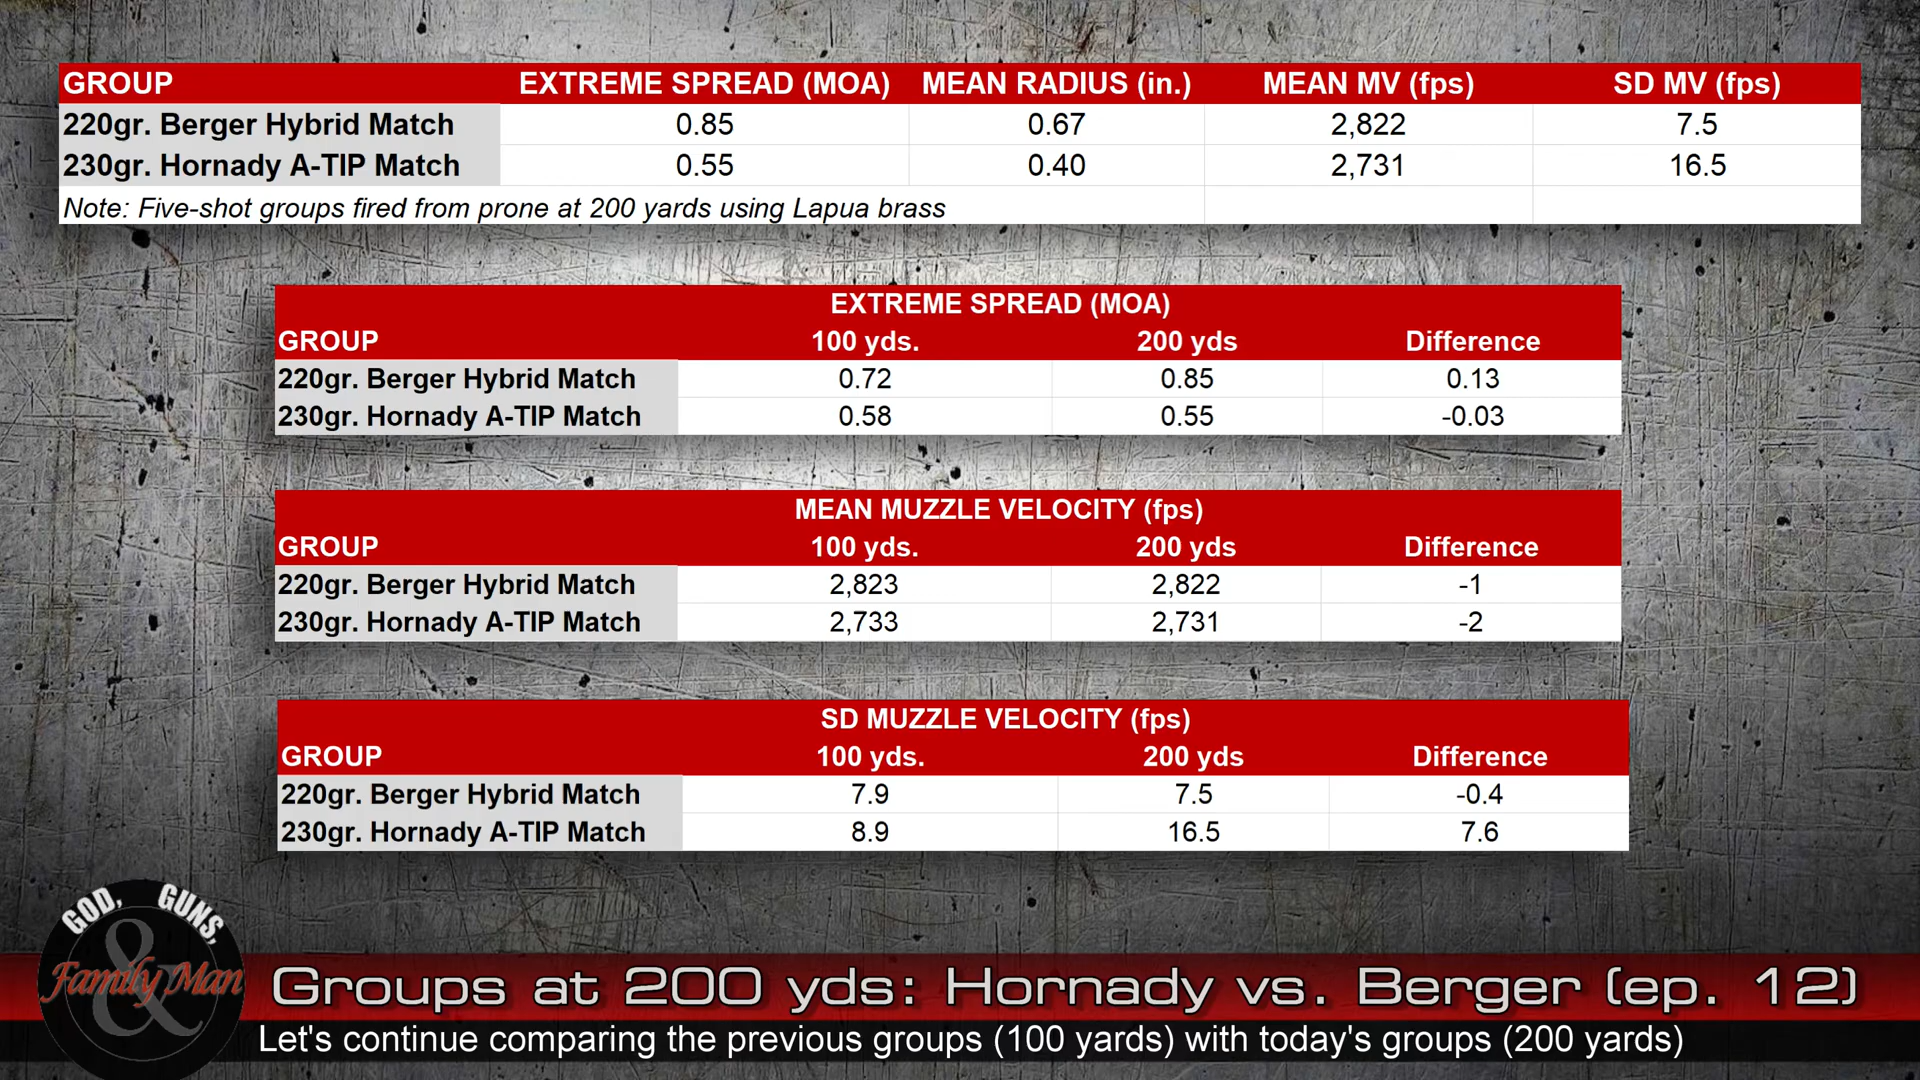 GROUP EXTREME SPREAD (MOA) MEAN RADIUS (in.) MEAN MV (fps) SD MV (fps)
220gr. Berger Hybrid Match 0.85 0.67 2,822 7.5
230gr. Hornady A-TIP Match 0.55 0.40 2,731 16.5
Note: Five-shot groups fired from prone at 200 yards using Lapua brass
EXTREME SPREAD (MOA)
GROUP 100 yds. 200 yds Difference
220gr. Berger Hybrid Match 0.72 0.85 0.13
230gr. Hornady A-TIP Match 0.58 0.55 -0.03
MEAN MUZZLE VELOCITY (fps)
GROUP 100 yds. 200 yds Difference
220gr. Berger Hybrid Match 2,823 2,822 -1
230gr. Hornady A-TIP Match 2,733 2,731 -2
SD MUZZLE VELOCITY (fps)
GROUP 100 yds. 200 yds Difference
220gr. Berger Hybrid Match 7.9 7.5 -0.4
230gr. Hornady A-TIP Match 8.9 16.5 7.6
GOD, GUNS,
&
Family Man
Groups at 200 yds: Hornady vs. Berger (ep. 12)
Let's continue comparing the previous groups (100 yards) with today's groups (200 yards)